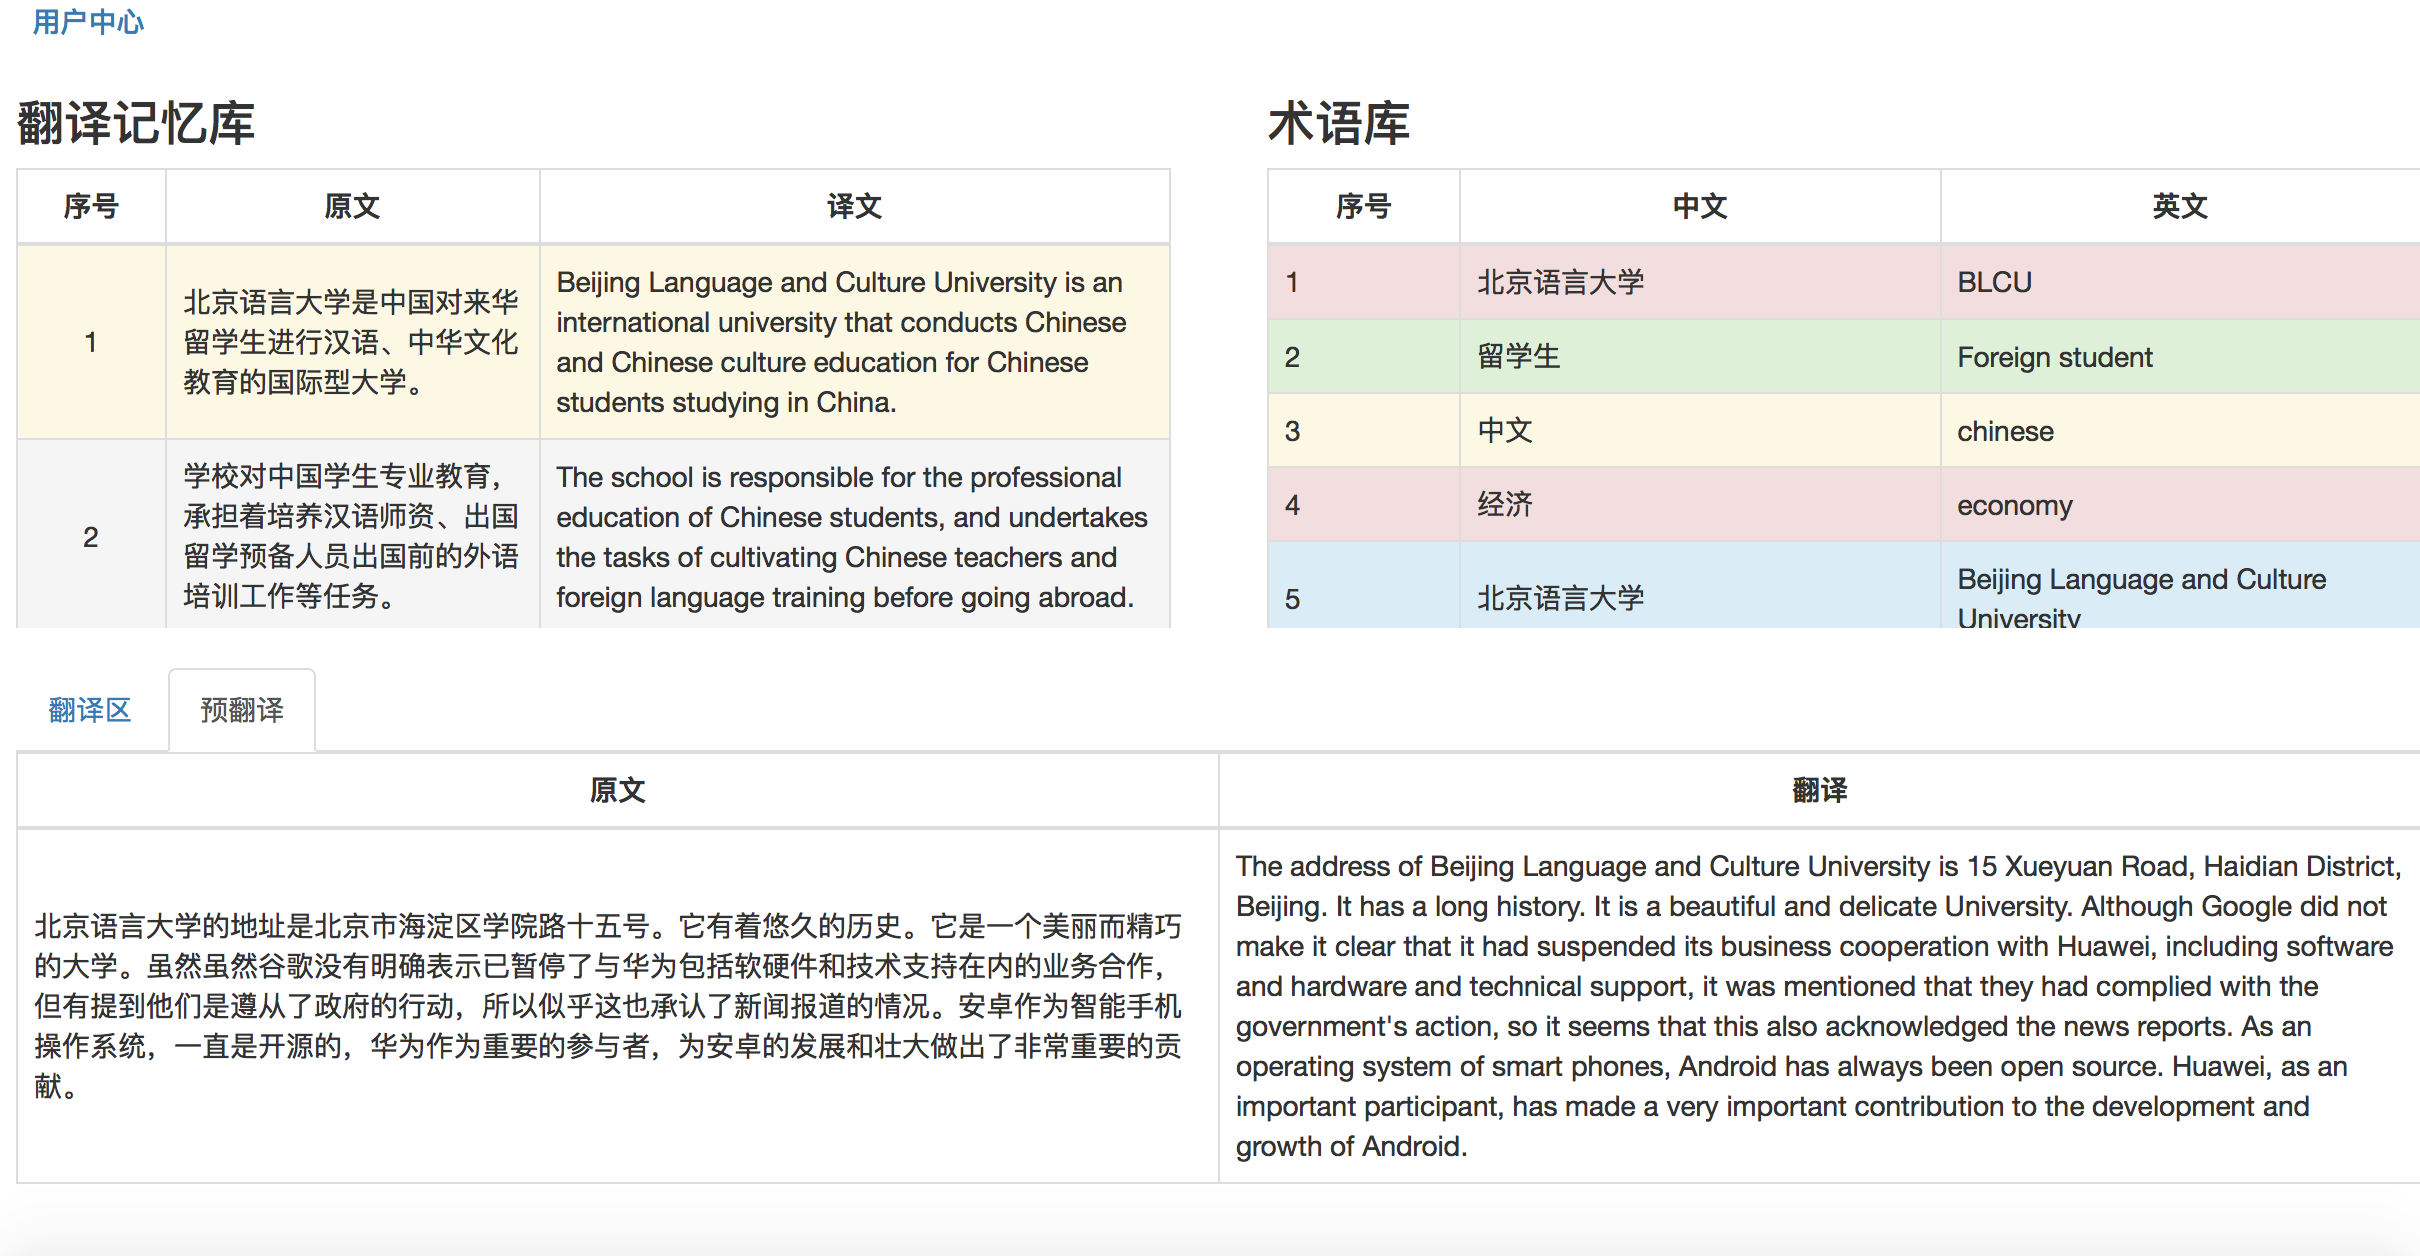 用户中心
翻译记忆库
序号 原文 译文
1
北京语言大学是中国对来华
留学生进行汉语、中华文化
教育的国际型大学。
Beijing Language and Culture University is an
international university that conducts Chinese
and Chinese culture education for Chinese
students studying in China.
2
学校对中国学生专业教育，
承担着培养汉语师资、出国
留学预备人员出国前的外语
培训工作等任务。
The school is responsible for the professional
education of Chinese students, and undertakes
the tasks of cultivating Chinese teachers and
foreign language training before going abroad.
术语库
序号 中文 英文
1 北京语言大学 BLCU
2 留学生 Foreign student
3 中文 chinese
4 经济 economy
5 北京语言大学 Beijing Language and Culture
University
翻译区 预翻译
原文 翻译
北京语言大学的地址是北京市海淀区学院路十五号。它有着悠久的历史。它是一个美丽而精巧
的大学。虽然虽然谷歌没有明确表示已暂停了与华为包括软硬件和技术支持在内的业务合作，
但有提到他们是遵从了政府的行动，所以似乎这也承认了新闻报道的情况。安卓作为智能手机
操作系统，一直是开源的，华为作为重要的参与者，为安卓的发展和壮大做出了非常重要的贡
献。
The address of Beijing Language and Culture University is 15 Xueyuan Road, Haidian District,
Beijing. It has a long history. It is a beautiful and delicate University. Although Google did not
make it clear that it had suspended its business cooperation with Huawei, including software
and hardware and technical support, it was mentioned that they had complied with the
government's action, so it seems that this also acknowledged the news reports. As an
operating system of smart phones, Android has always been open source. Huawei, as an
important participant, has made a very important contribution to the development and
growth of Android.